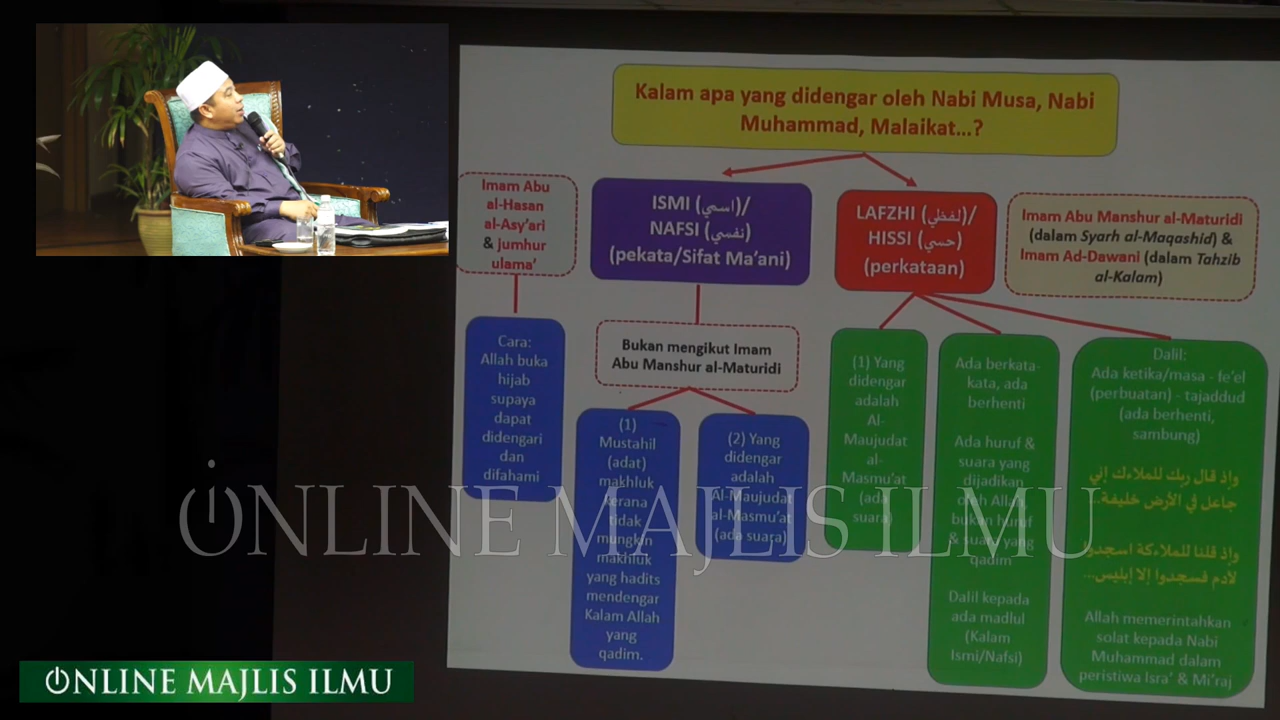 Kalam apa yang didengar oleh Nabi Musa, Nabi
Muhammad, Malaikat...?
Imam Abu
al-Hasan
al-Asy'ari
& jumhur
ulama'
ISMI (اسمي)/
NAFSI (نفسي)
(pekata/Sifat Ma'ani)
LAFZHI (لفظي)/
HISSI (حسي)
(perkataan)
Imam Abu Manshur al-Maturidi
(dalam Syarh al-Maqashid) &
Imam Ad-Dawani (dalam Tahzib
al-Kalam)
Cara:
Allah buka
hijab
supaya
dapat
didengari
dan
difahami
Bukan mengikut Imam
Abu Manshur al-Maturidi
(1)
Mustahil
(adat)
makhluk
kerana
tidak
mungkin
makhluk
yang hadits
mendengar
Kalam Allah
yang
qadim.
(2) Yang
didengar
adalah
Al-Maujudat
al-Masmu'at
(ada suara)
(1) Yang
didengar
adalah
Al-
Maujudat
al-
Masmu'at
(ada
suara)
Ada berkata-
kata, ada
berhenti
Ada huruf &
suara yang
dijadikan
oleh Allah,
bukan huruf
& suara yang
qadim
Dalil kepada
ada madlul
(Kalam
Ismi/Nafsi)
Dalil:
Ada ketika/masa - fe'el
(perbuatan) - tajaddud
(ada berhenti,
sambung)
وإذ قال ربك للملاءك إني
جاعل في الأرض خليفة...
وإذ قلنا للملاءكة اسجدوا
لأدم فسجدوا إلا إبليس...
Allah memerintahkan
solat kepada Nabi
Muhammad dalam
peristiwa Isra' & Mi'raj
ONLINE MAJLIS ILMU
ONLINE MAJLIS ILMU